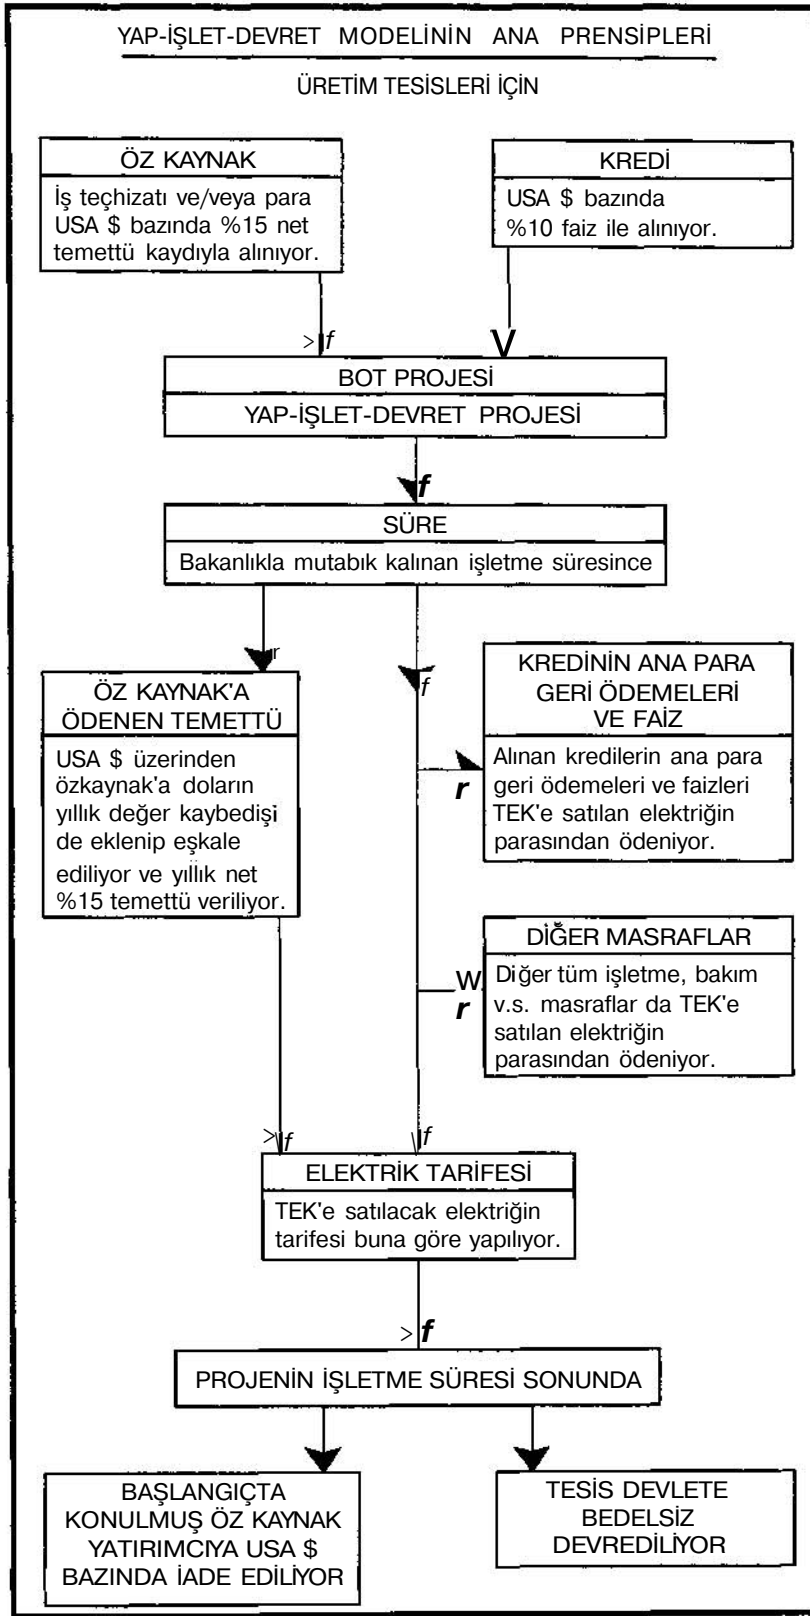 YAP-İŞLET-DEVRET MODELİNİN ANA PRENSİPLERİ
ÜRETİM TESİSLERİ İÇİN
ÖZ KAYNAK
İş teçhizatı ve/veya para
USA $ bazında %15 net
temettü kaydıyla alınıyor.
KREDİ
USA $ bazında
%10 faiz ile alınıyor.
BOT PROJESİ
YAP-İŞLET-DEVRET PROJESİ
SÜRE
Bakanlıkla mutabık kalınan işletme süresince
ÖZ KAYNAK'A
ÖDENEN TEMETTÜ
USA $ üzerinden
özkaynak'a doların
yıllık değer kaybedişi
de eklenip eşkale
ediliyor ve yıllık net
%15 temettü veriliyor.
KREDİNİN ANA PARA
GERİ ÖDEMELERİ
VE FAİZ
Alınan kredilerin ana para
geri ödemeleri ve faizleri
TEK'e satılan elektriğin
parasından ödeniyor.
DİĞER MASRAFLAR
Diğer tüm işletme, bakım
v.s. masraflar da TEK'e
satılan elektriğin
parasından ödeniyor.
ELEKTRİK TARİFESİ
TEK'e satılacak elektriğin
tarifesi buna göre yapılıyor.
PROJENİN İŞLETME SÜRESİ SONUNDA
BAŞLANGIÇTA
KONULMUŞ ÖZ KAYNAK
YATIRIMCIYA USA $
BAZINDA İADE EDİLİYOR
TESİS DEVLETE
BEDELSİZ
DEVREDİLİYOR